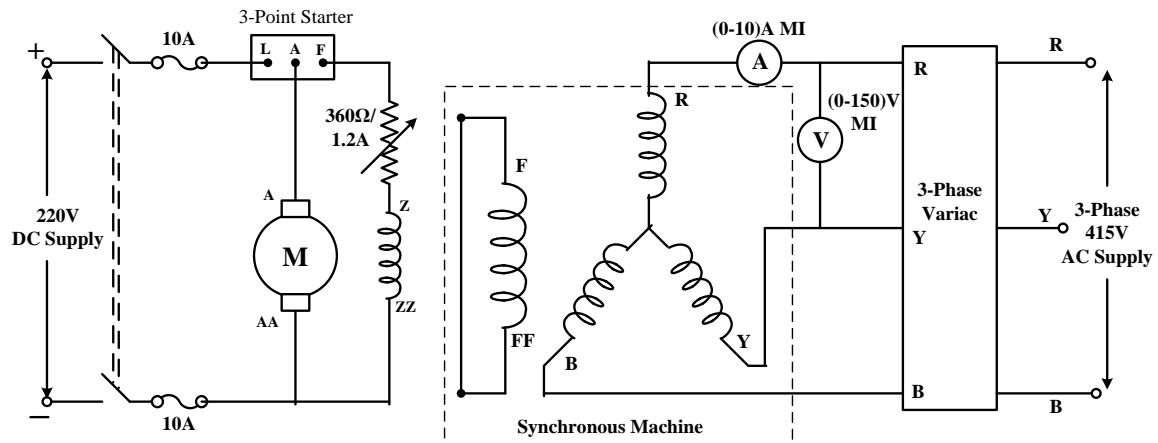 3-Point Starter
10A
L A F
+
220V
DC Supply
–
10A
360Ω/
1.2A
A
M
AA
Z
ZZ
(0-10)A MI
A
R
(0-150)V
MI
V
F
FF
B
Y
Synchronous Machine
R
3-Phase
Variac
Y
B
R
Y
3-Phase
415V
AC Supply
B